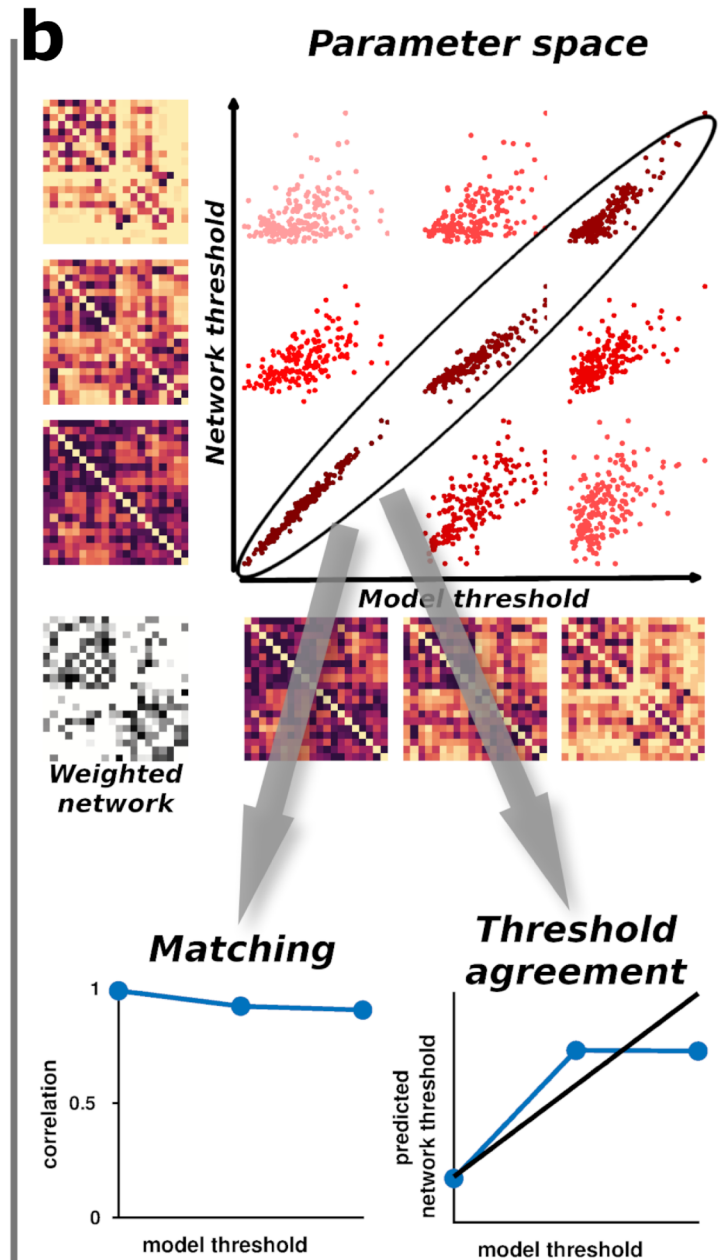 b
Parameter space
Network threshold
Model threshold
Weighted
network
Matching
Threshold
agreement
1
0.5
0
correlation
model threshold
predicted
network threshold
model threshold